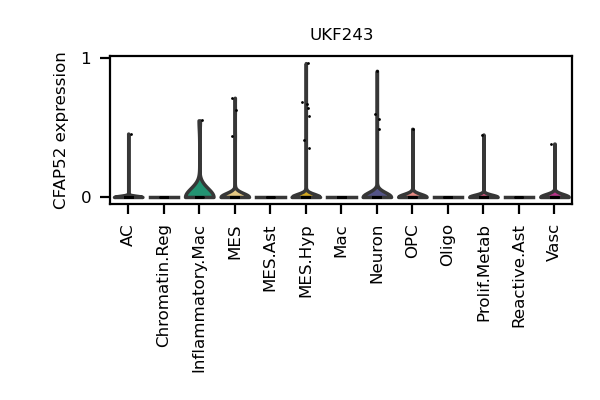 UKF243
CFAP52 expression
1
0
AC
Chromatin.Reg
Inflammatory.Mac
MES
MES.Ast
MES.Hyp
Mac
Neuron
OPC
Oligo
Prolif.Metab
Reactive.Ast
Vasc